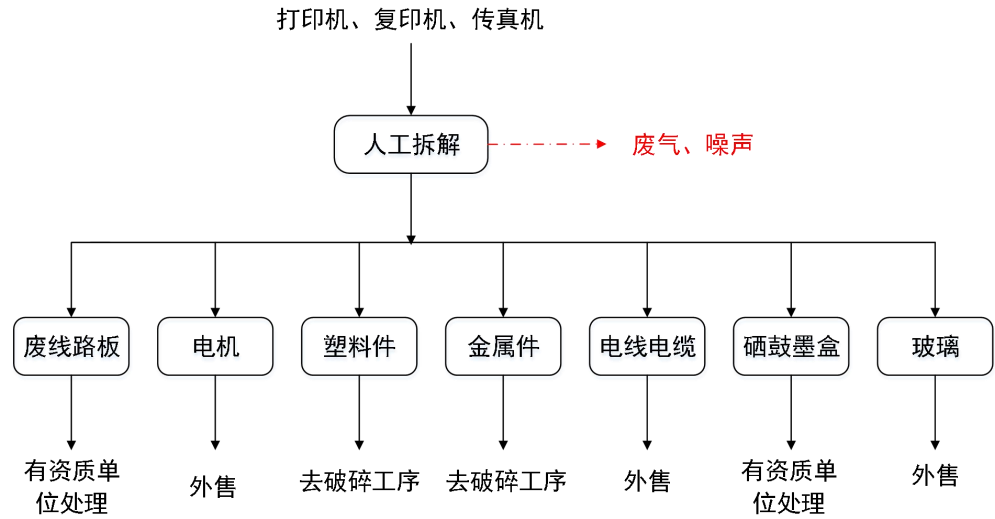 打印机、复印机、传真机
人工拆解
废气、噪声
废线路板
电机
塑料件
金属件
电线电缆
硒鼓墨盒
玻璃
有资质单
位处理
外售
去破碎工序
去破碎工序
外售
有资质单
位处理
外售